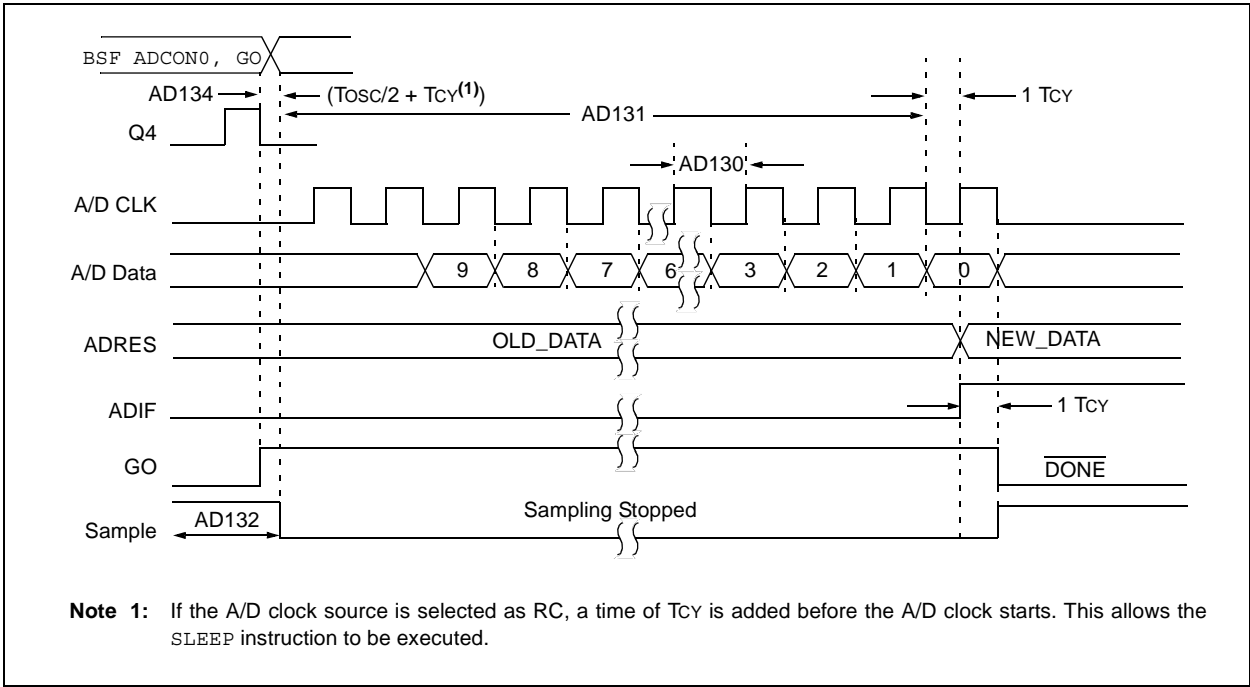 BSF ADCON0, GO
AD134
(TOSC/2 + TCY(1))
1 TCY
AD131
Q4
AD130
A/D CLK
A/D Data
9
8
7
6
3
2
1
0
ADRES
OLD_DATA
NEW_DATA
ADIF
1 TCY
GO
DONE
Sample
AD132
Sampling Stopped
Note 1: If the A/D clock source is selected as RC, a time of TCY is added before the A/D clock starts. This allows the
SLEEP instruction to be executed.